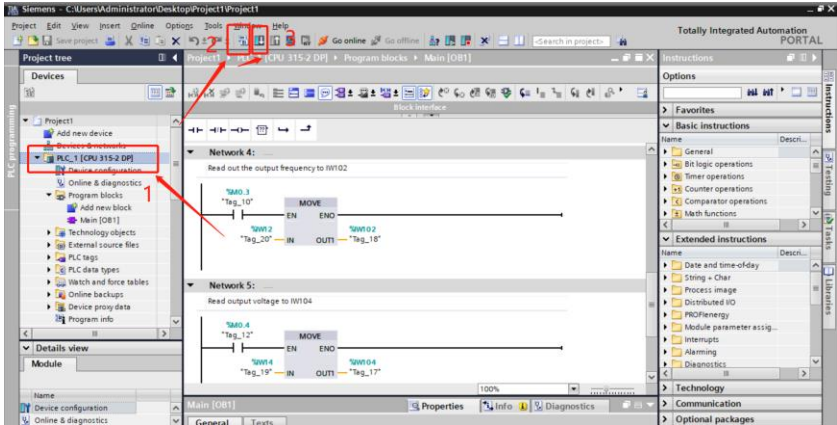 Siemens - C:\Users\Administrator\Desktop\Project1\Project1
Project Edit View Insert Online Options Tools Window Help
Totally Integrated Automation
PORTAL
Save project
Go online
Go offline
<Search in project>
2
3
Project tree
Project1 PLC_1 [CPU 315-2 DP] Program blocks Main [OB1]
Instructions
Devices
Options
Block interface
Project1
Add new device
Devices & networks
PLC_1 [CPU 315-2 DP]
Device configuration
Online & diagnostics
Program blocks
Add new block
Main [OB1]
Technology objects
External source files
PLC tags
PLC data types
Watch and force tables
Online backups
Device proxy data
Program info
1
Details view
Module
Name
Device configuration
Online & diagnostics
PLC programming
Network 4:
Read out the output frequency to IW102
%M0.3
"Tag_10"
MOVE
EN ENO
%IW12
"Tag_20" IN OUT1
%IW102
"Tag_18"
Network 5:
Read output voltage to IW104
%M0.4
"Tag_12"
MOVE
EN ENO
%IW14
"Tag_19" IN OUT1
%IW104
"Tag_17"
100%
Main [OB1]
Properties Info Diagnostics
General Texts
Favorites
Basic instructions
Name Descri...
General
Bit logic operations
Timer operations
Counter operations
Comparator operations
Math functions
Extended instructions
Name Descri...
Date and time-of-day
String + Char
Process image
Distributed I/O
PROFIenergy
Module parameter assig...
Interrupts
Alarming
Diagnostics
Technology
Communication
Optional packages
Instructions
Testing
Tasks
Libraries